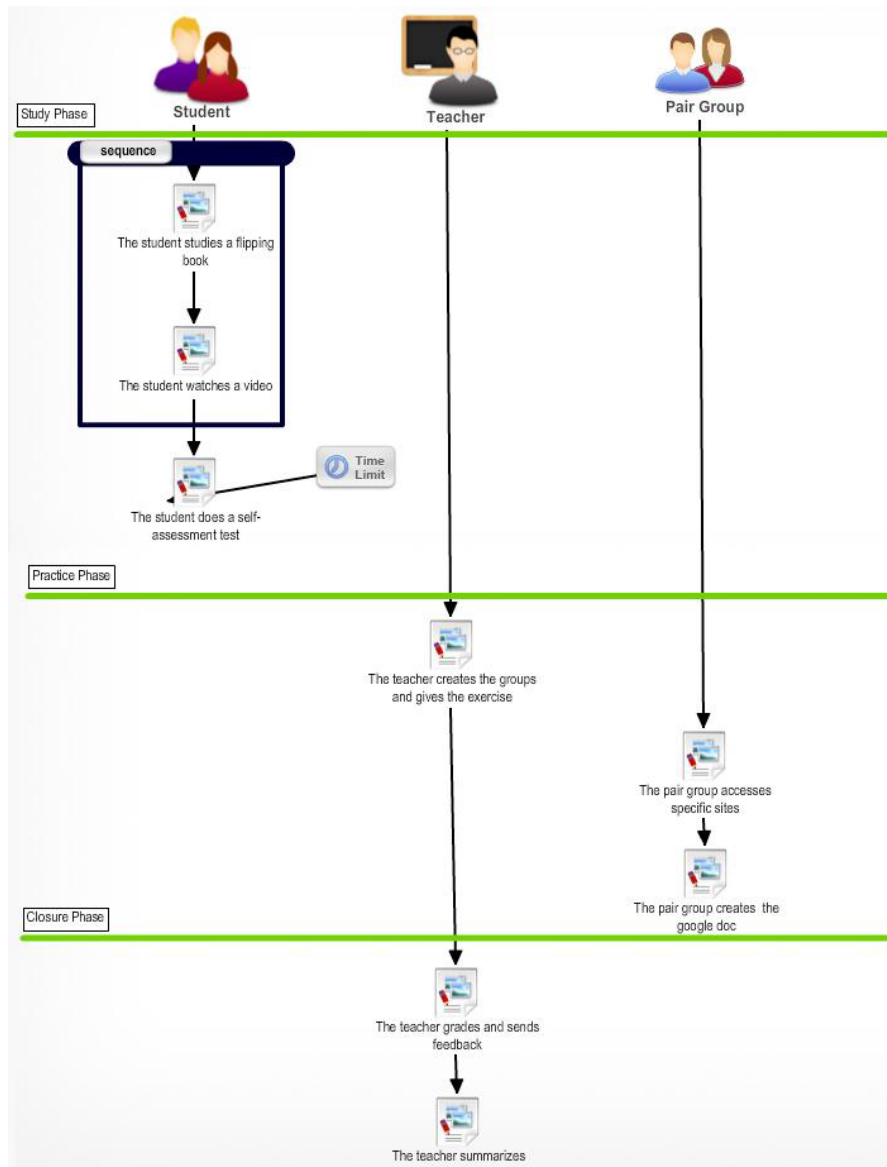 Student
Teacher
Pair Group
Study Phase
sequence
The student studies a flipping
book
The student watches a video
Time
Limit
The student does a self-
assessment test
Practice Phase
The teacher creates the groups
and gives the exercise
The pair group accesses
specific sites
The pair group creates the
google doc
Closure Phase
The teacher grades and sends
feedback
The teacher summarizes